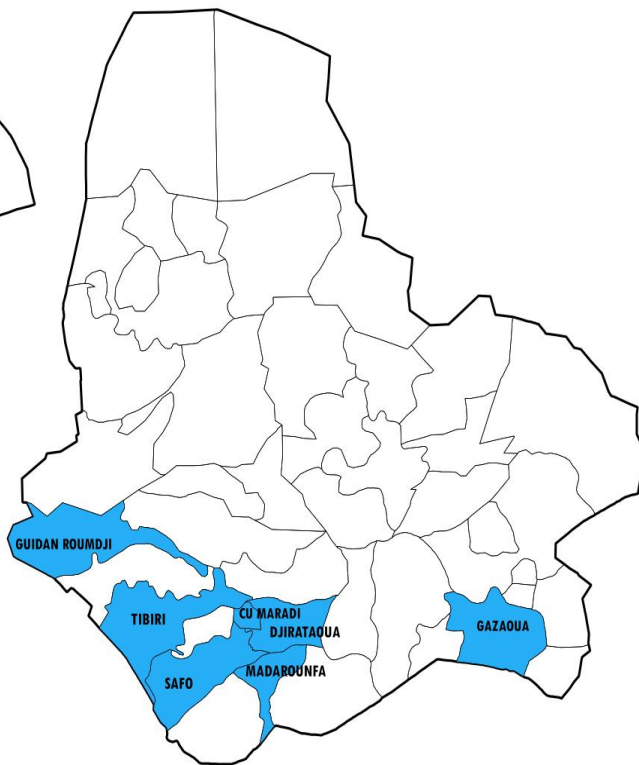 GUIDAN ROUMDJI
TIBIRI
CU MARADI
DJIRATAOUA
GAZAOUA
MADAROUNFA
SAFO